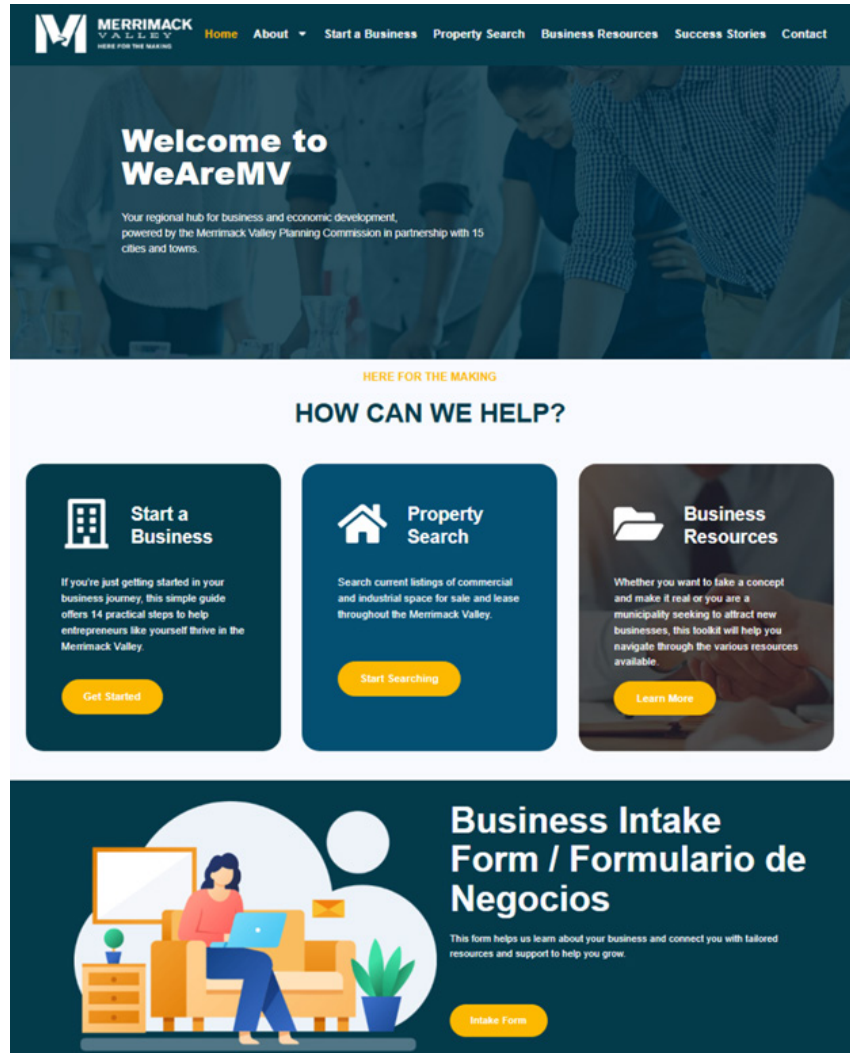 MERRIMACK
VALLEY
HERE FOR THE MAKING
Home About Start a Business Property Search Business Resources Success Stories Contact
Welcome to
WeAreMV
Your regional hub for business and economic development,
powered by the Merrimack Valley Planning Commission in partnership with 15
cities and towns.
HERE FOR THE MAKING
HOW CAN WE HELP?
Start a
Business
If you're just getting started in your
business journey, this simple guide
offers 14 practical steps to help
entrepreneurs like yourself thrive in the
Merrimack Valley.
Get Started
Property
Search
Search current listings of commercial
and industrial space for sale and lease
throughout the Merrimack Valley.
Start Searching
Business
Resources
Whether you want to take a concept
and make it real or you are a
municipality seeking to attract new
businesses, this toolkit will help you
navigate through the various resources
available.
Learn More
Business Intake
Form / Formulario de
Negocios
This form helps us learn about your business and connect you with tailored
resources and support to help you grow.
Intake Form